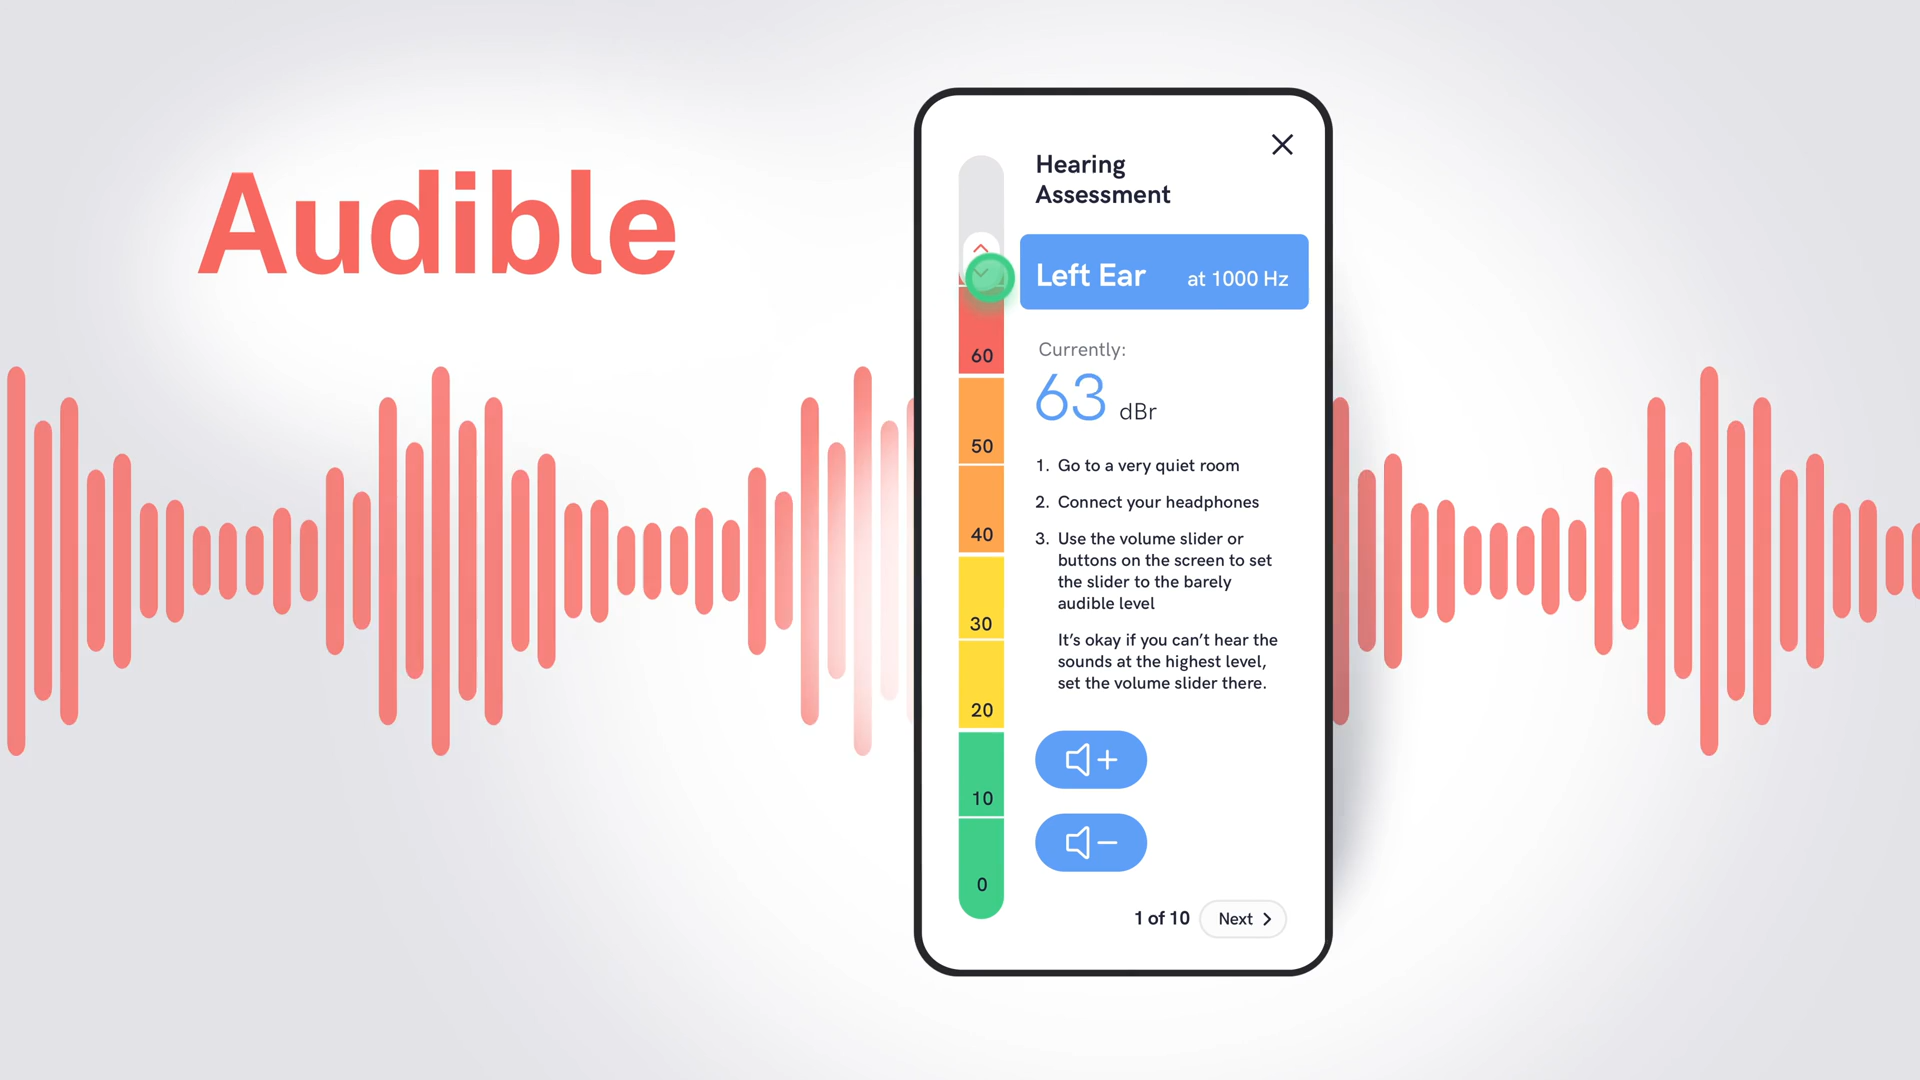 Audible
Hearing
Assessment
Left Ear at 1000 Hz
Currently:
63 dBr
1. Go to a very quiet room
2. Connect your headphones
3. Use the volume slider or
buttons on the screen to set
the slider to the barely
audible level
It's okay if you can't hear the
sounds at the highest level,
set the volume slider there.
60
50
40
30
20
10
0
1 of 10 Next